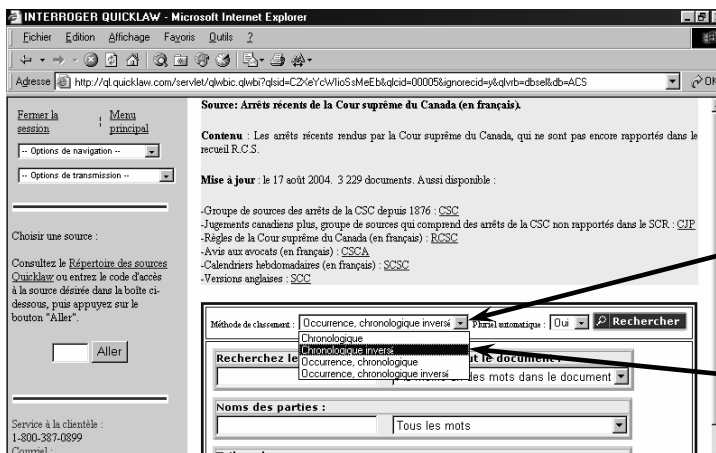 INTERROGER QUICKLAW - Microsoft Internet Explorer
Fichier Edition Affichage Favoris Outils ?
Adresse http://ql.quicklaw.com/servlet/qlwbic.qlwbi?qlsid=C2XeYcWIioSsMeEb&qlcid=00005&ignorecid=y&qlvrb=dbsel&db=ACS OK
Fermer la session
Menu principal
-- Options de navigation --
-- Options de transmission --
Choisir une source :
Consultez le Répertoire des sources
Quicklaw ou entrez le code d'accès
à la source désirée dans la boîte ci-
dessous, puis appuyez sur le
bouton "Aller".
Aller
Service à la clientèle :
1-800-387-0899
Courriel :
Source: Arrêts récents de la Cour suprême du Canada (en français).
Contenu : Les arrêts récents rendus par la Cour suprême du Canada, qui ne sont pas encore rapportés dans le
recueil R.C.S.
Mise à jour : le 17 août 2004. 3 229 documents. Aussi disponible :
-Groupe de sources des arrêts de la CSC depuis 1876 : CSC
-Jugements canadiens plus, groupe de sources qui comprend des arrêts de la CSC non rapportés dans le SCR : CJP
-Règles de la Cour suprême du Canada (en français) : RCSC
-Avis aux avocats (en français) : CSCA
-Calendriers hebdomadaires (en français) : SCSC
-Versions anglaises : SCC
Méthode de classement : Occurrence, chronologique inversé Pluriel automatique : Oui Rechercher
Chronologique
Chronologique inversé
Occurrence, chronologique
Occurrence, chronologique inversé
Recherchez le ut le document :
des mots dans le document
Noms des parties :
Tous les mots